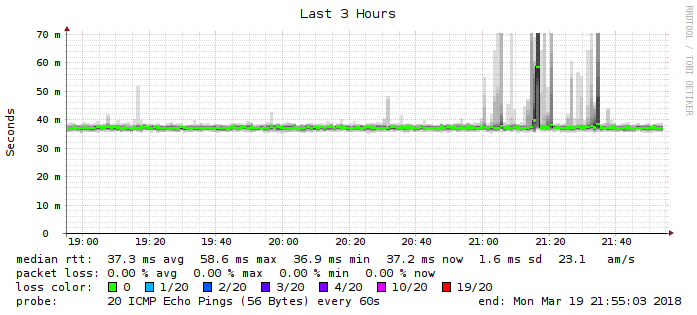 Last 3 Hours
RRDTOOL / TOBI OETIKER
Seconds
70 m
60 m
50 m
40 m
30 m
20 m
10 m
0
19:00 19:20 19:40 20:00 20:20 20:40 21:00 21:20 21:40
median rtt: 37.3 ms avg 58.6 ms max 36.9 ms min 37.2 ms now 1.6 ms sd 23.1 am/s
packet loss: 0.00 % avg 0.00 % max 0.00 % min 0.00 % now
loss color: 0 1/20 2/20 3/20 4/20 10/20 19/20
probe: 20 ICMP Echo Pings (56 Bytes) every 60s end: Mon Mar 19 21:55:03 2018